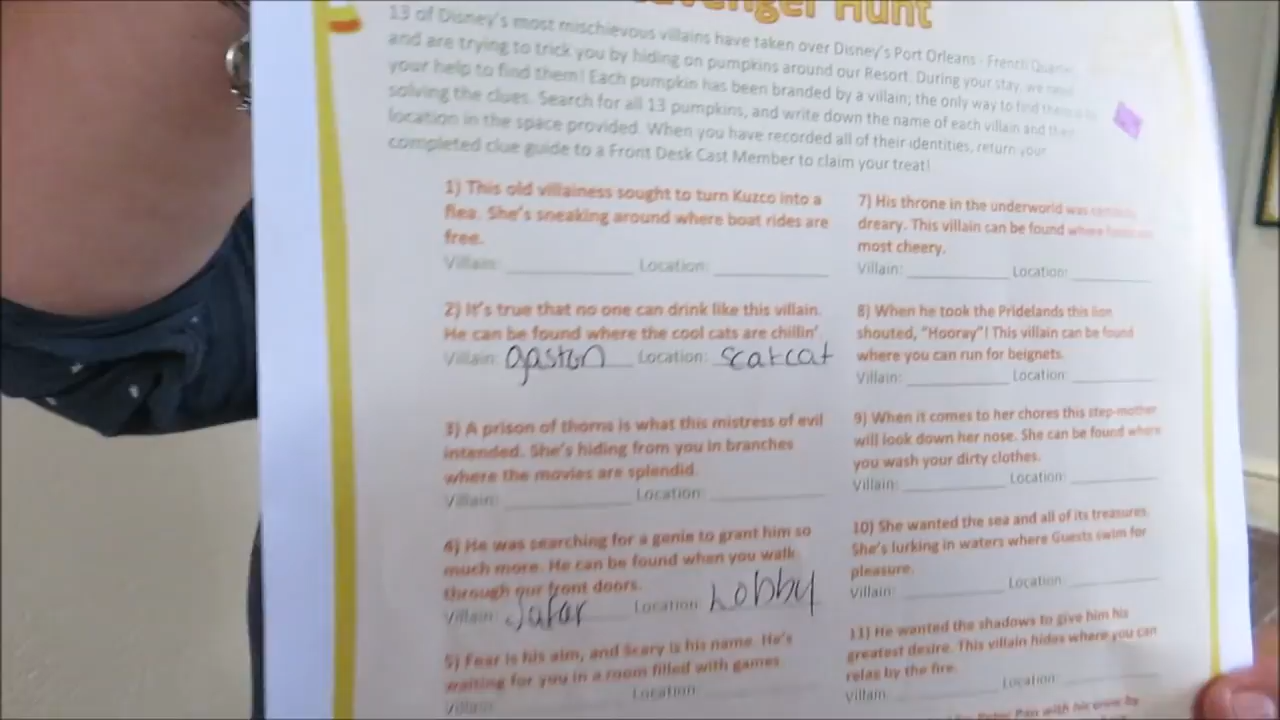 Hunt
13 of Disney's most mischievous villains have taken over Disney's Port Orleans - French Quarter
and are trying to trick you by hiding on pumpkins around our Resort. During your stay, we need
your help to find them! Each pumpkin has been branded by a villain; the only way to find them is by
solving the clues. Search for all 13 pumpkins, and write down the name of each villain and their
location in the space provided. When you have recorded all of their identities, return your
completed clue guide to a Front Desk Cast Member to claim your treat!
1) This old villainess sought to turn Kuzco into a
flea. She's sneaking around where boat rides are
free.
Villain: Location:
2) It's true that no one can drink like this villain.
He can be found where the cool cats are chillin'
Villain: gaston Location: scatcat
3) A prison of thorns is what this mistress of evil
intended. She's hiding from you in branches
where the movies are splendid.
Villain: Location:
4) He was searching for a genie to grant him so
much more. He can be found when you walk
through our front doors.
Villain: Jafar Location: Lobby
5) Fear is his aim, and Scary is his name. He's
waiting for you in a room filled with games.
Villain: Location:
7) His throne in the underworld was
dreary. This villain can be found where
most cheery.
Villain: Location:
8) When he took the Pridelands this lion
shouted, "Hooray"! This villain can be found
where you can run for beignets.
Villain: Location:
9) When it comes to her chores this step-mother
will look down her nose. She can be found where
you wash your dirty clothes.
Villain: Location:
10) She wanted the sea and all of its treasures.
She's lurking in waters where Guests swim for
pleasure.
Villain: Location:
11) He wanted the shadows to give him his
greatest desire. This villain hides where you can
relax by the fire.
Villain: Location:
Peter Pan with his crew by